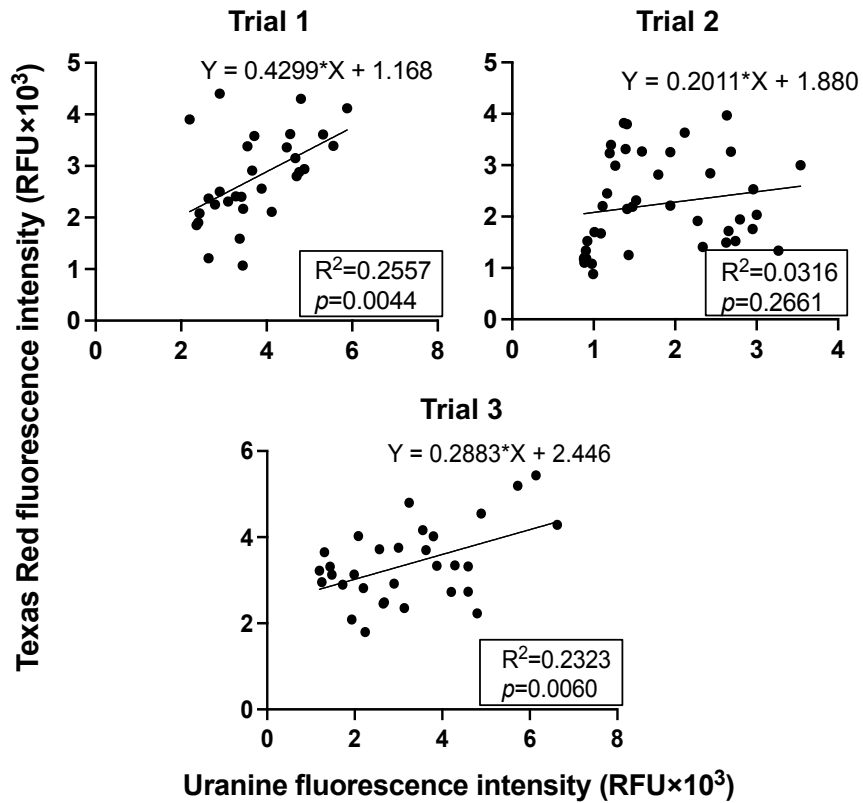 Trial 1
Y = 0.4299*X + 1.168
5
4
3
2
1
0
R²=0.2557
p=0.0044
0 2 4 6 8
Trial 2
Y = 0.2011*X + 1.880
5
4
3
2
1
0
R²=0.0316
p=0.2661
0 1 2 3 4
Trial 3
Y = 0.2883*X + 2.446
6
4
2
0
R²=0.2323
p=0.0060
0 2 4 6 8
Texas Red fluorescence intensity (RFU×10³)
Uranine fluorescence intensity (RFU×10³)